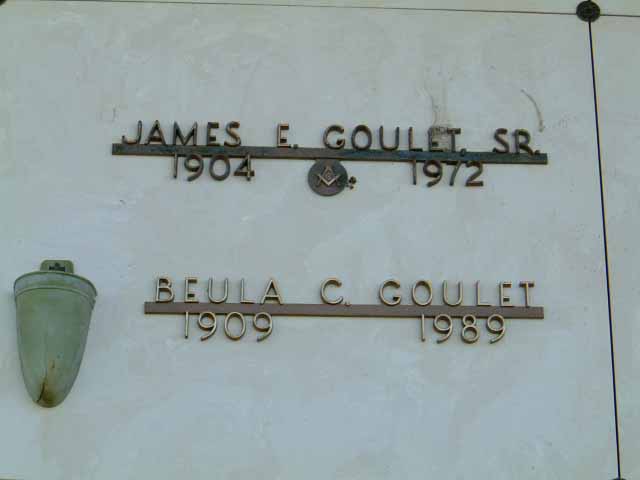 JAMES E. GOULET, SR.
1904 1972
BEULA C. GOULET
1909 1989